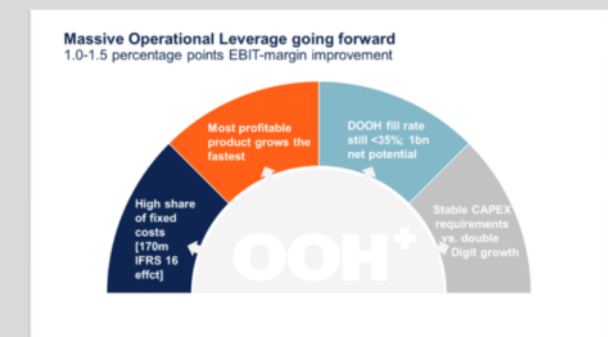 Massive Operational Leverage going forward
1.0-1.5 percentage points EBIT-margin improvement
High share
of fixed
costs
[170m
IFRS 16
effct]
Most profitable
product grows the
fastest
DOOH fill rate
still <35%; 1bn
net potential
Stable CAPEX
requirements
vs. double
Digit growth
OOH+